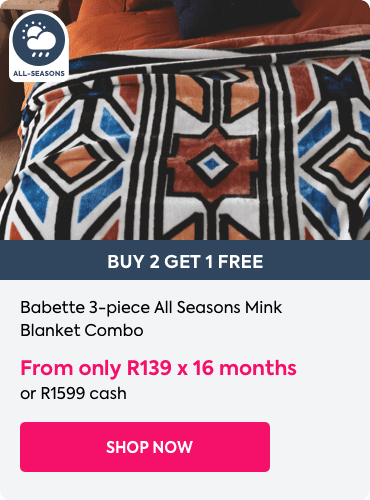 ALL-SEASONS
BUY 2 GET 1 FREE
Babette 3-piece All Seasons Mink
Blanket Combo
From only R139 x 16 months
or R1599 cash
SHOP NOW